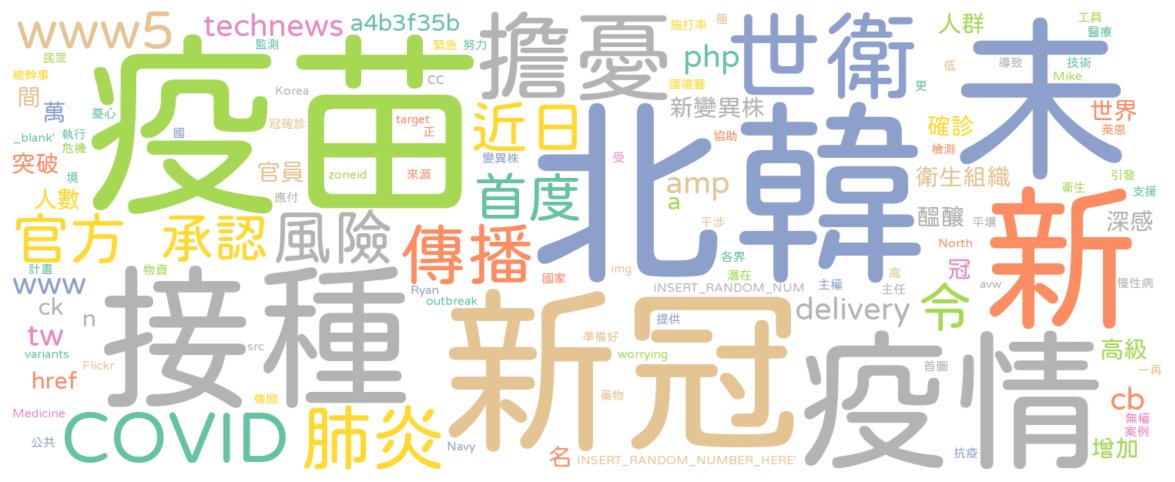 www5
technews
a4b3f35b
疫苗
擔憂
世衛
未
北韓
新
接種
新冠
疫情
COVID
肺炎
官方
承認
風險
傳播
近日
首度
令
delivery
php
人群
施打率
極
工具
醫療
監測
緊急
努力
民眾
總幹事
間
萬
憂心
Korea
CC
譚德賽
新變異株
更
低
導致
技術
Mike
世界
萊恩
_blank'
執行
危機
國
冠確診
target
正
確診
檢測
突破
境
官員
zoneid
來源
變異株
受
協助
衛生組織
引發
衛生
支援
人數
應付
amp
a
干涉
醞釀
平壤
深感
計畫
物資
國家
img
各界
潛在
主權
高
主任
North
冠
avw
慢性病
www
ck
n
Ryan
outbreak
INSERT_RANDOM_NUM
tw
variants
src
提供
準備好
worrying
首圖
高級
一再
href
Flickr
藥物
cb
Medicine
傳開
公共
Navy
名
INSERT_RANDOM_NUMBER_HERE'
抗疫
無權
案例
增加